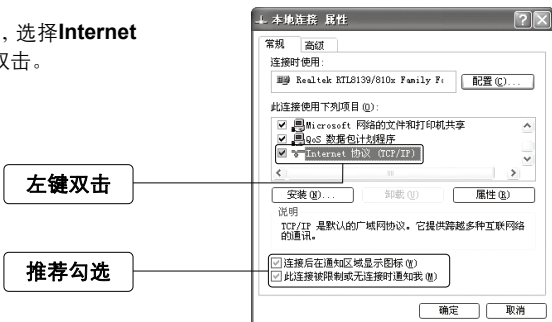 , 选择Internet
双击。
左键双击
推荐勾选
本地连接 属性
常规 高级
连接时使用:
Realtek RTL8139/810x Family F
配置(C)...
此连接使用下列项目(O):
Microsoft 网络的文件和打印机共享
QoS 数据包计划程序
Internet 协议 (TCP/IP)
安装(N)... 卸载(U) 属性(R)
说明
TCP/IP 是默认的广域网协议。它提供跨越多种互联网络
的通讯。
连接后在通知区域显示图标(W)
此连接被限制或无连接时通知我(M)
确定 取消